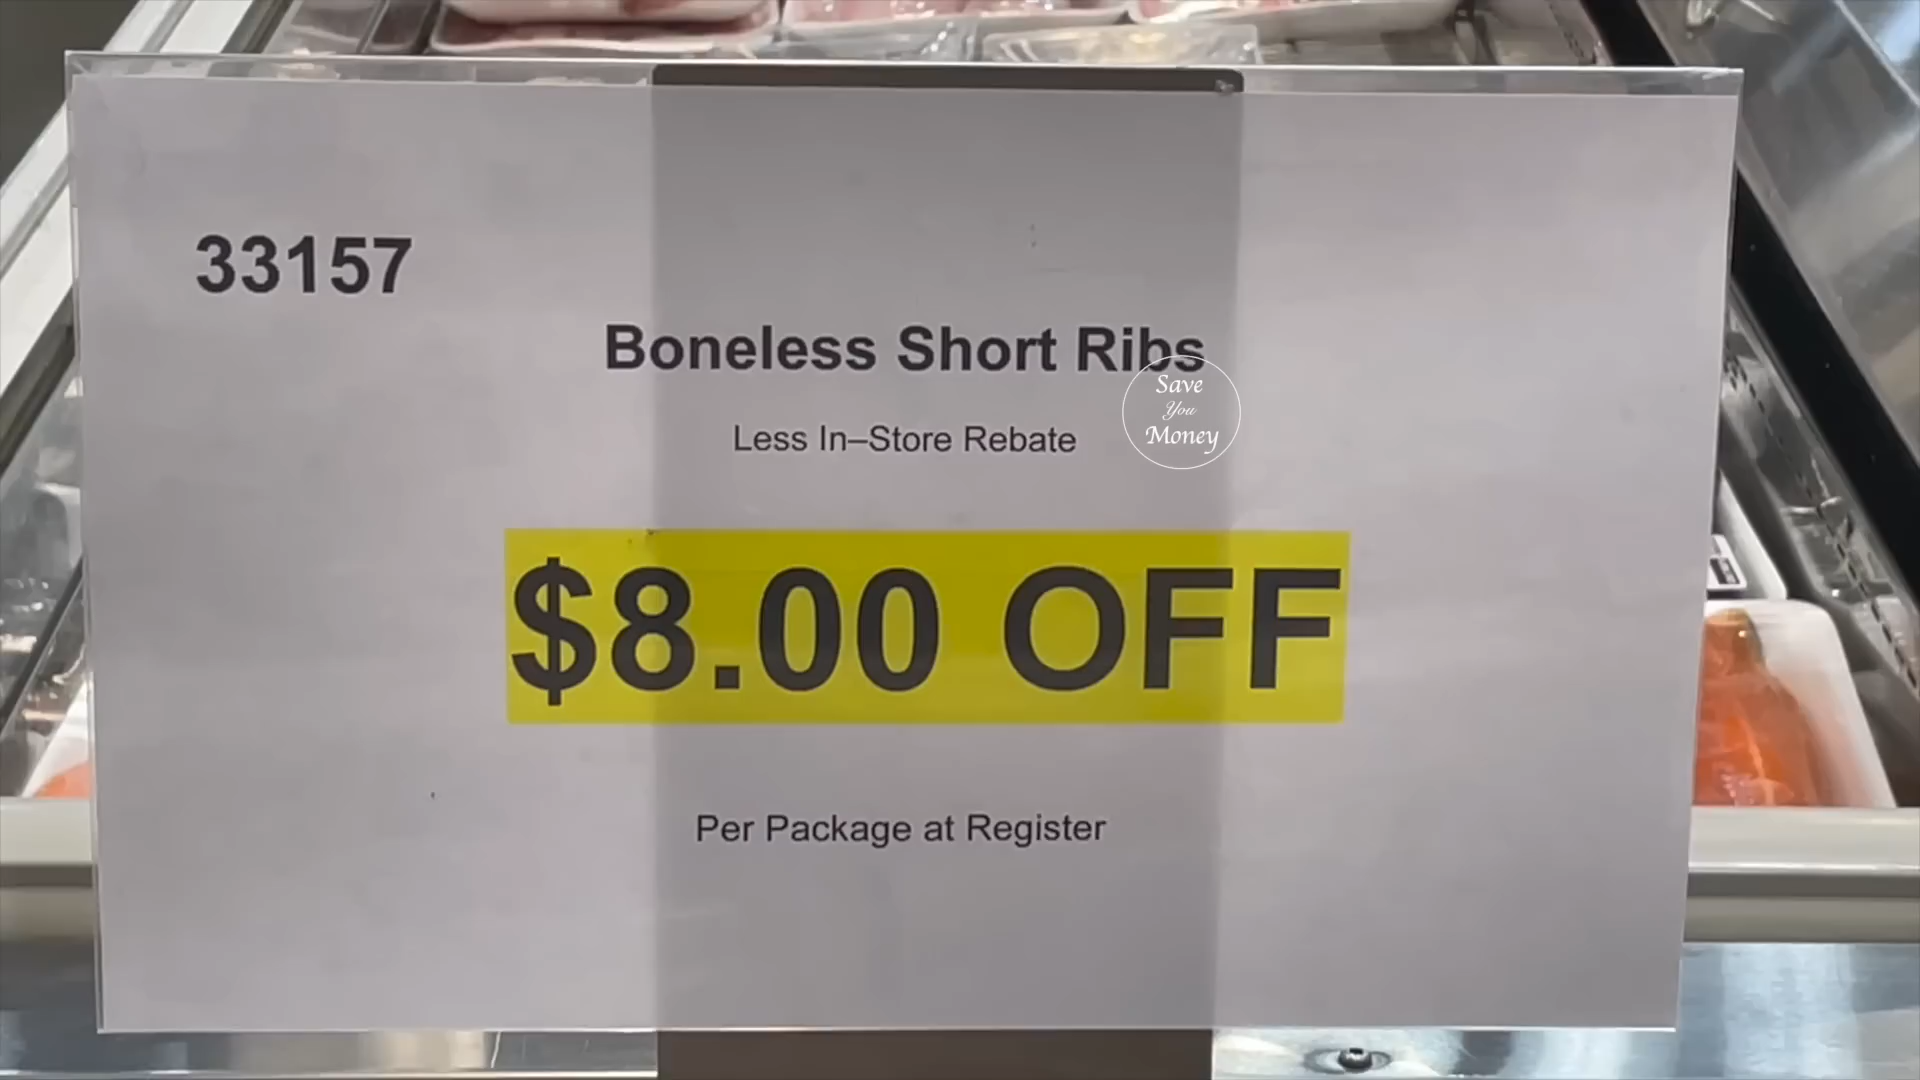 33157
Boneless Short Ribs
Save
You
Money
Less In–Store Rebate
$8.00 OFF
Per Package at Register